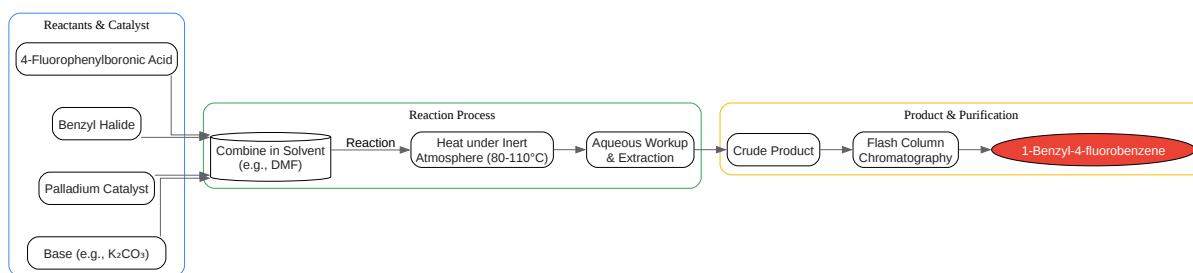 Reactants & Catalyst
4-Fluorophenylboronic Acid
Benzyl Halide
Palladium Catalyst
Base (e.g., K₂CO₃)
Reaction Process
Combine in Solvent
(e.g., DMF)
Reaction
Heat under Inert
Atmosphere (80-110°C)
Aqueous Workup
& Extraction
Product & Purification
Crude Product
Flash Column
Chromatography
1-Benzyl-4-fluorobenzene